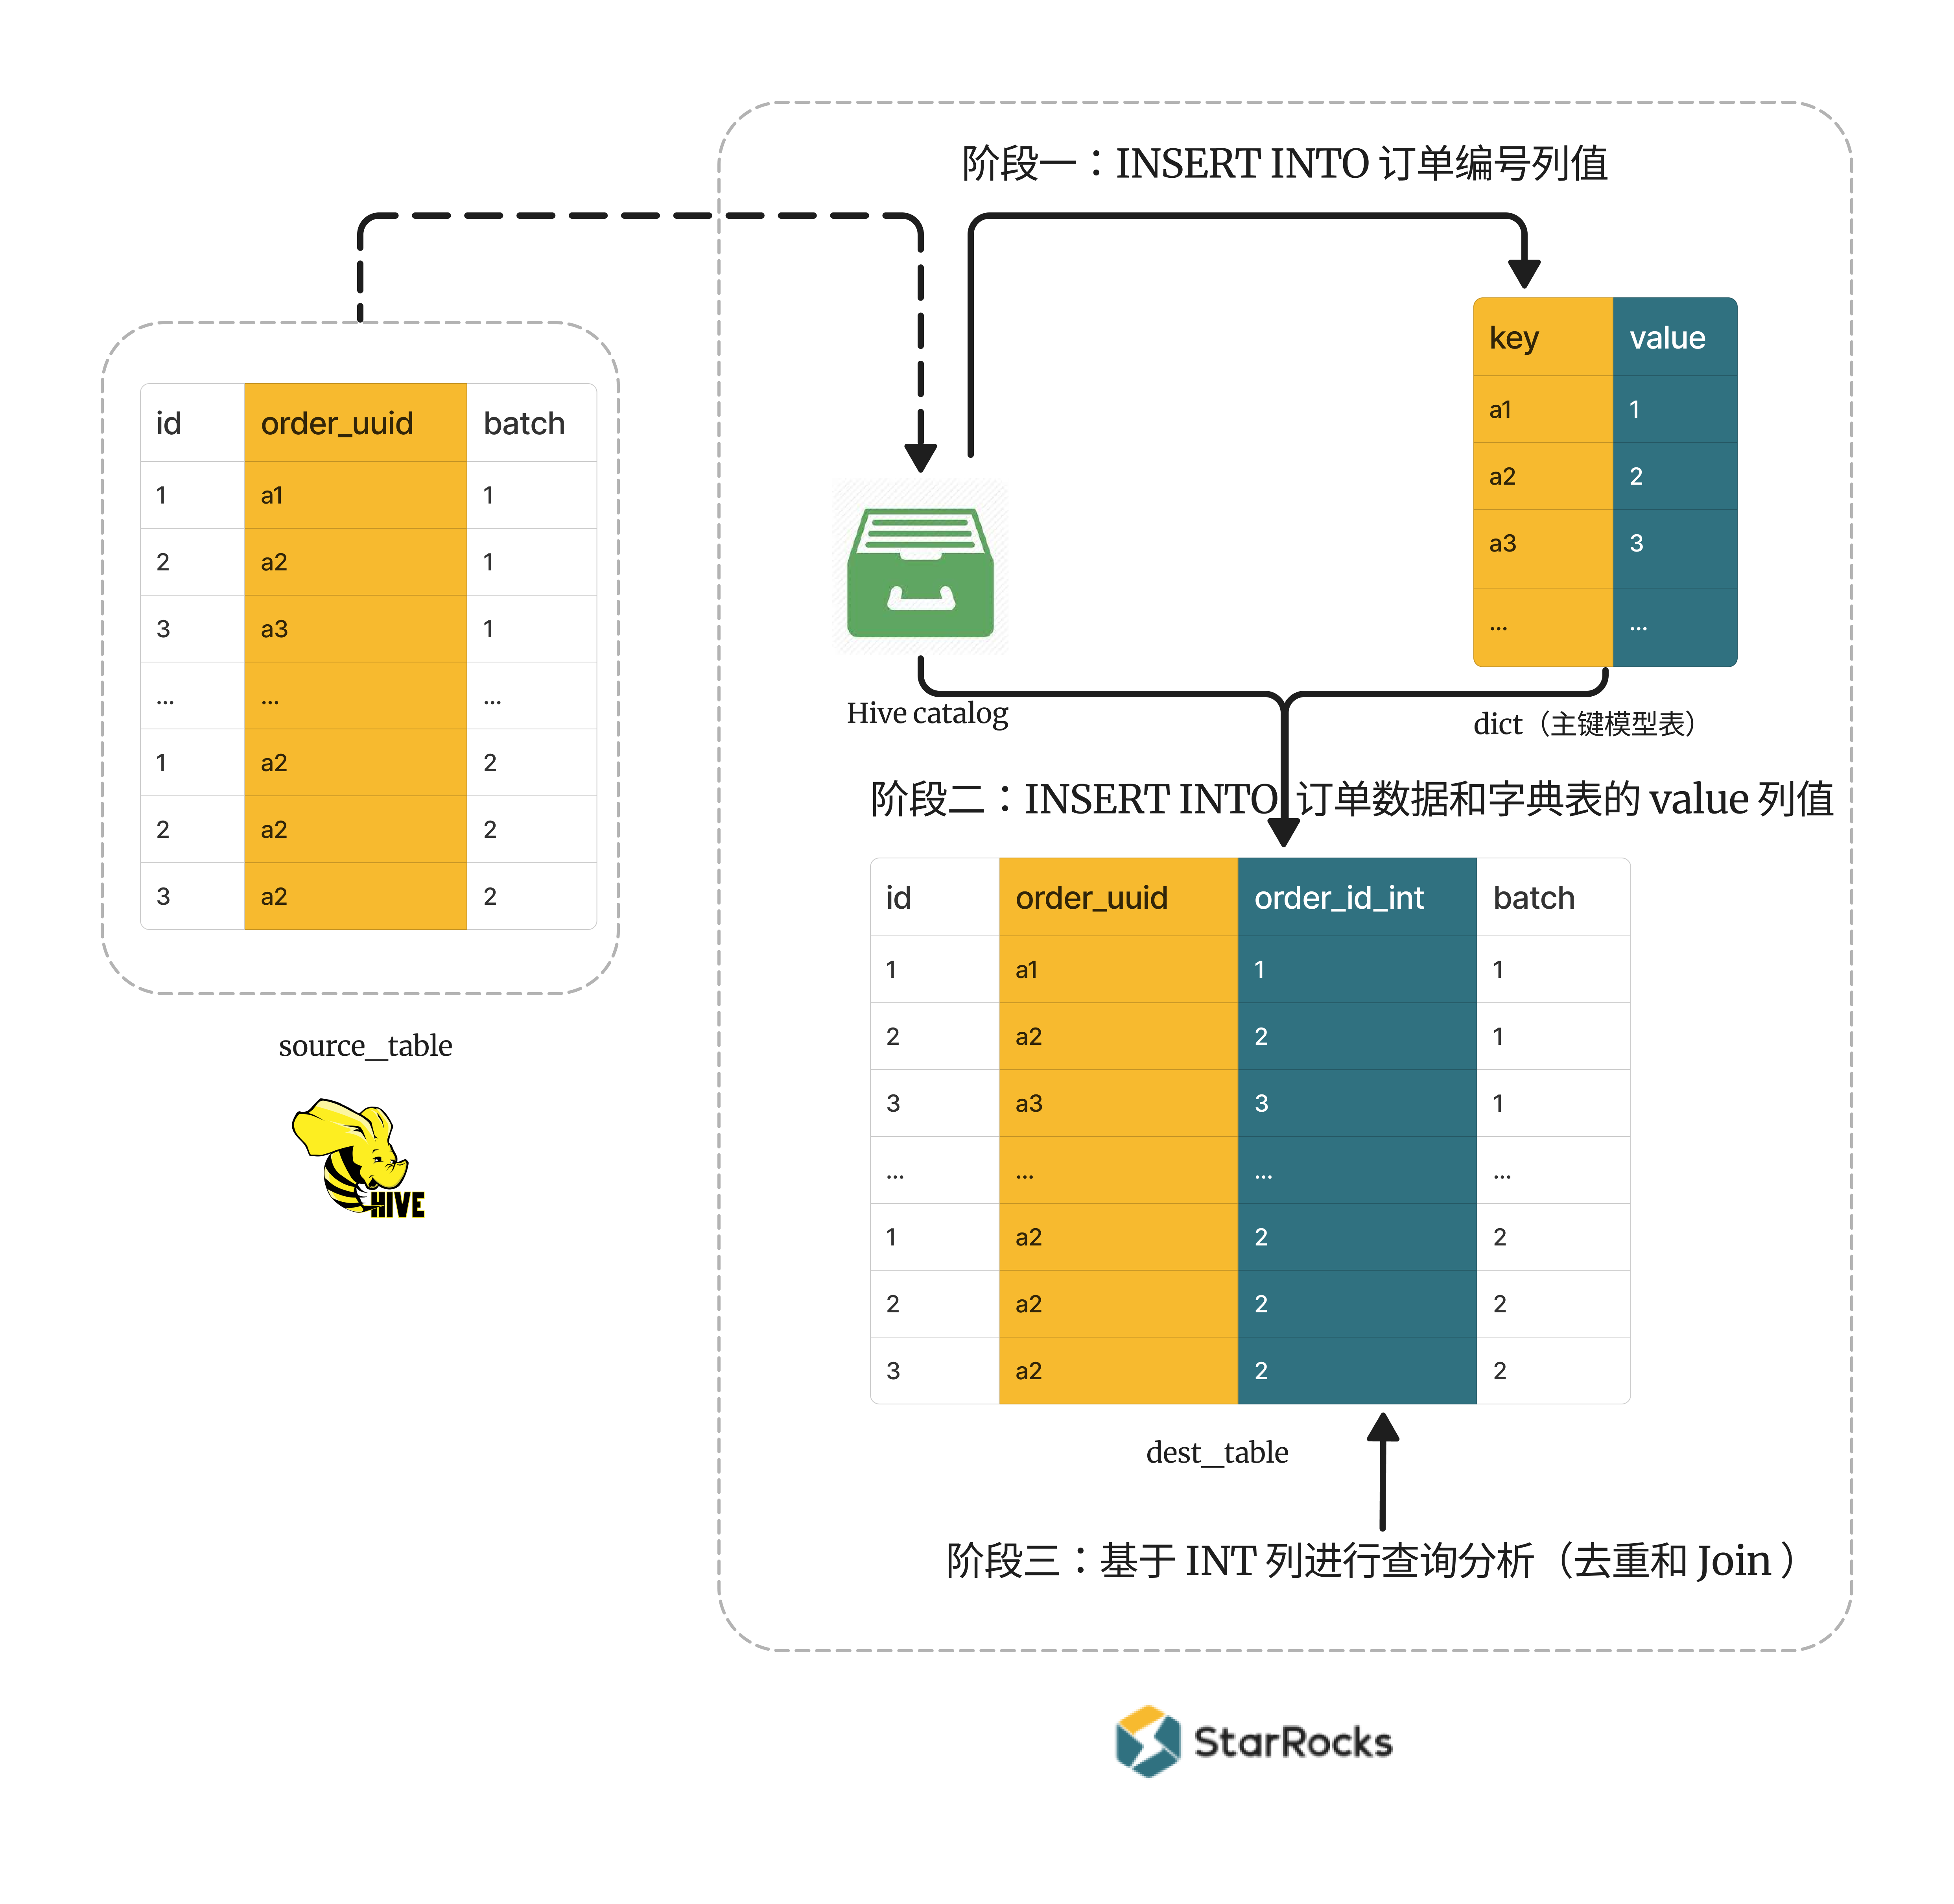 阶段一：INSERT INTO 订单编号列值
key value
a1 1
a2 2
a3 3
... ...
id order_uuid batch
1 a1 1
2 a2 1
3 a3 1
... ... ...
1 a2 2
2 a2 2
3 a2 2
source_table
HIVE
Hive catalog
dict（主键模型表）
阶段二：INSERT INTO 订单数据和字典表的 value 列值
id order_uuid order_id_int batch
1 a1 1 1
2 a2 2 1
3 a3 3 1
... ... ... ...
1 a2 2 2
2 a2 2 2
3 a2 2 2
dest_table
阶段三：基于 INT 列进行查询分析（去重和 Join ）
StarRocks